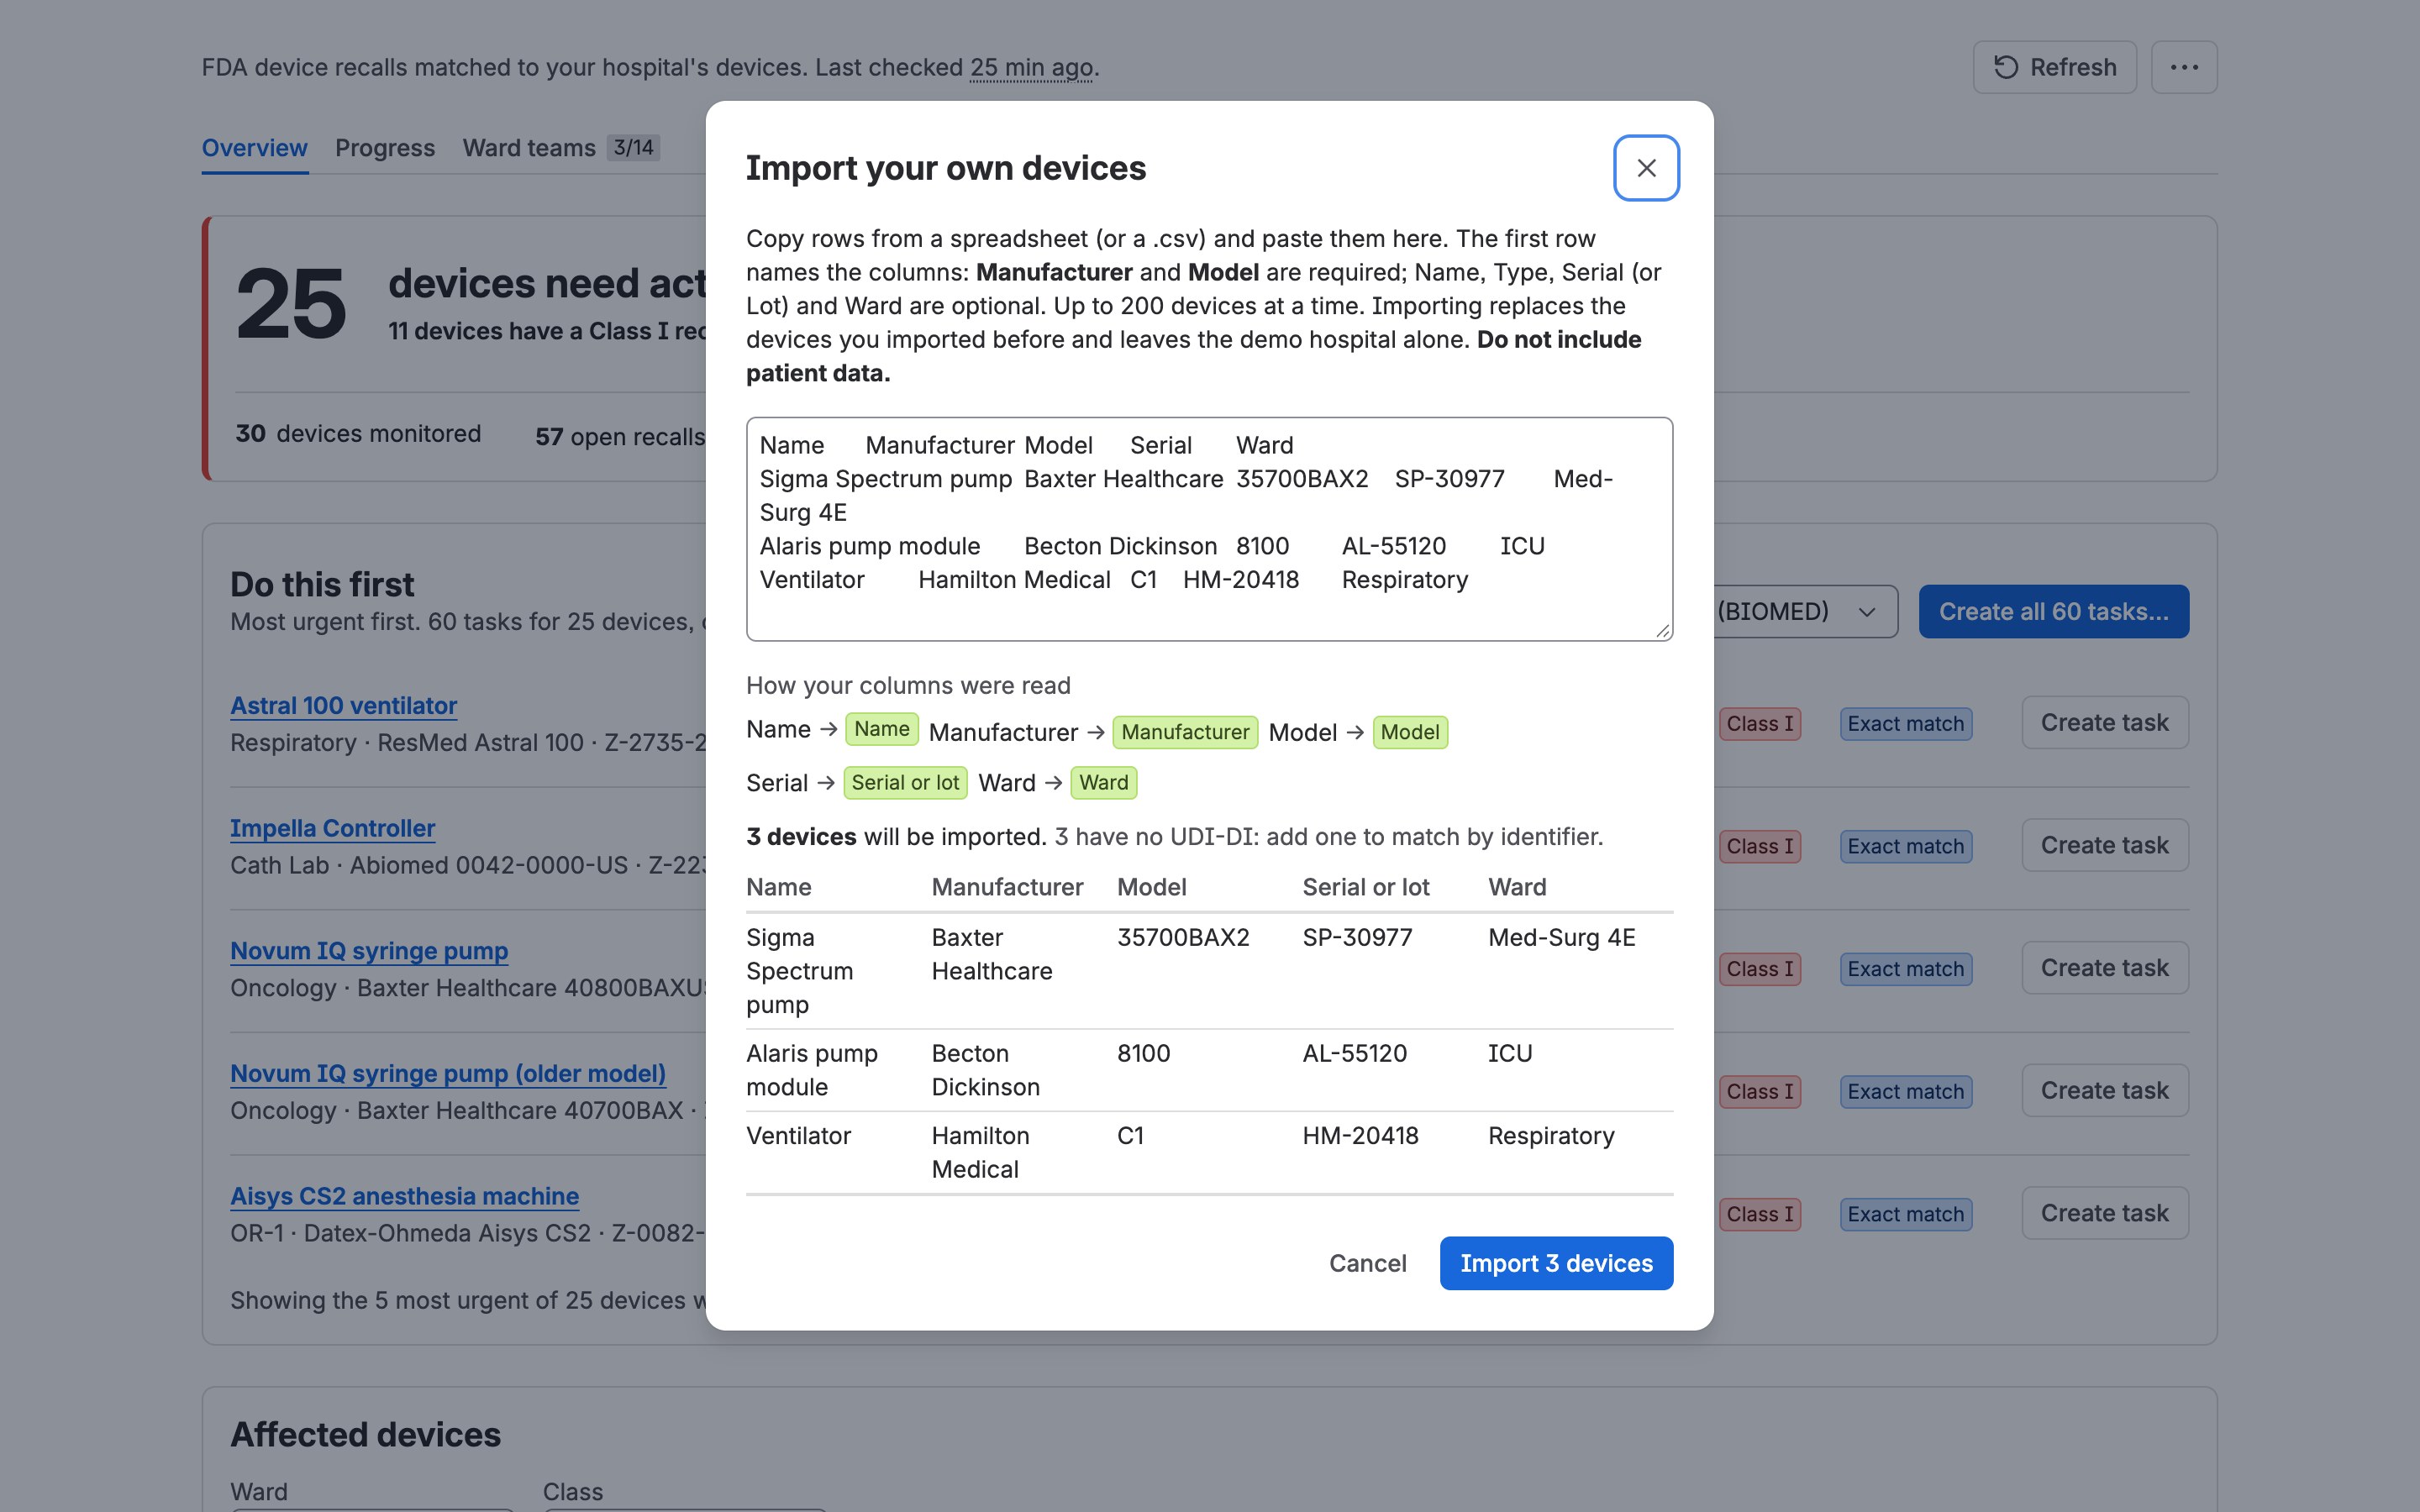 FDA device recalls matched to your hospital's devices. Last checked 25 min ago.
Refresh
Overview Progress Ward teams 3/14
Import your own devices
Copy rows from a spreadsheet (or a .csv) and paste them here. The first row
names the columns: Manufacturer and Model are required; Name, Type, Serial (or
Lot) and Ward are optional. Up to 200 devices at a time. Importing replaces the
devices you imported before and leaves the demo hospital alone. Do not include
patient data.
Name Manufacturer Model Serial Ward
Sigma Spectrum pump Baxter Healthcare 35700BAX2 SP-30977 Med-
Surg 4E
Alaris pump module Becton Dickinson 8100 AL-55120 ICU
Ventilator Hamilton Medical C1 HM-20418 Respiratory
How your columns were read
Name → Name Manufacturer → Manufacturer Model → Model
Serial → Serial or lot Ward → Ward
3 devices will be imported. 3 have no UDI-DI: add one to match by identifier.
Name Manufacturer Model Serial or lot Ward
Sigma Spectrum pump Baxter Healthcare 35700BAX2 SP-30977 Med-Surg 4E
Alaris pump module Becton Dickinson 8100 AL-55120 ICU
Ventilator Hamilton Medical C1 HM-20418 Respiratory
Cancel Import 3 devices
25 devices need
11 devices have a Class I
30 devices monitored 57 open recalls
Do this first
Most urgent first. 60 tasks for 25 devices,
(BIOMED) Create all 60 tasks...
Astral 100 ventilator
Respiratory · ResMed Astral 100 ·
Class I Exact match Create task
Impella Controller
Cath Lab · Abiomed 0042-0000-US ·
Class I Exact match Create task
Novum IQ syringe pump
Oncology · Baxter Healthcare
Class I Exact match Create task
Novum IQ syringe pump (older model)
Oncology · Baxter Healthcare 40700BAX ·
Class I Exact match Create task
Aisys CS2 anesthesia machine
OR-1 · Datex-Ohmeda Aisys CS2 · Z-0082-
Class I Exact match Create task
Showing the 5 most urgent of 25 devices
Affected devices
Ward Class